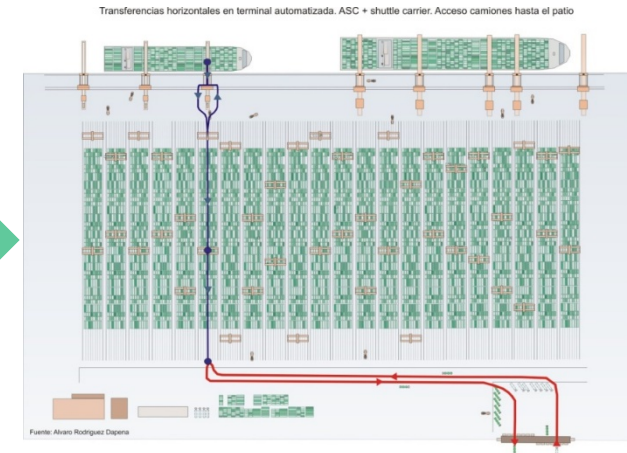 Transferencias horizontales en terminal automatizada. ASC + shuttle carrier. Acceso camiones hasta el patio
Fuente: Alvaro Rodriguez Dapena